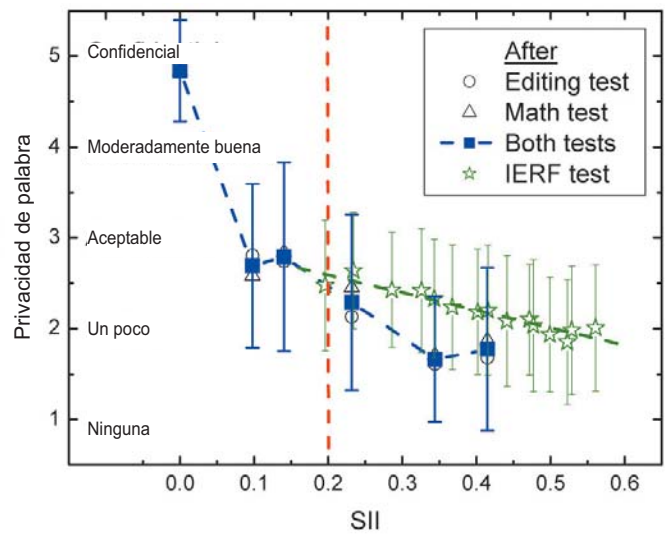 Privacidad de palabra
5
4
3
2
1
Confidencial
Moderadamente buena
Aceptable
Un poco
Ninguna
After
Editing test
Math test
Both tests
IERF test
0.0 0.1 0.2 0.3 0.4 0.5 0.6
SII